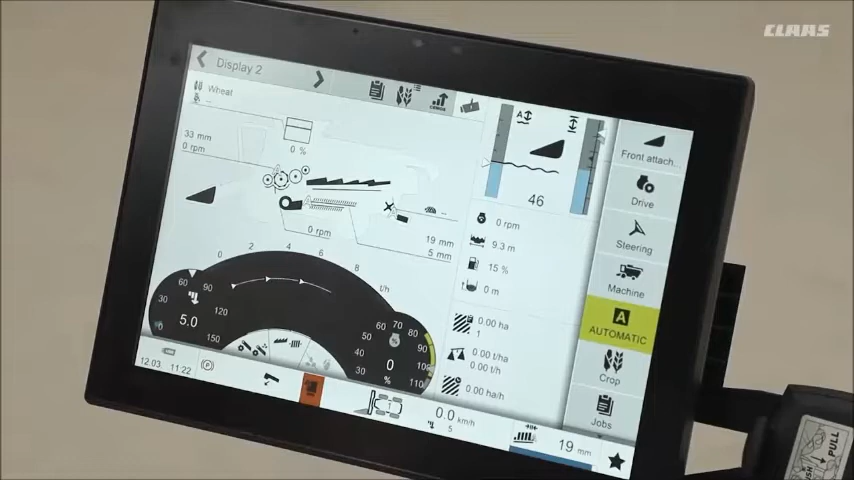 CLAAS
Display 2
Wheat
33 mm
0 rpm
0 %
0 rpm
19 mm
5 mm
46
0 rpm
9.3 m
15 %
0 m
0.00 ha
1
0.00 t/ha
0.00 t/ha
0.00 ha/h
Front attach.
Drive
Steering
Machine
A
AUTOMATIC
Crop
Jobs
0 2 4 6 8
t/h
0 30 60 90 120 150
5.0
30 40 50 60 70 80 90 100 110
0
%
12.03 11:22
0.0 km/h
5
19 mm
PULL